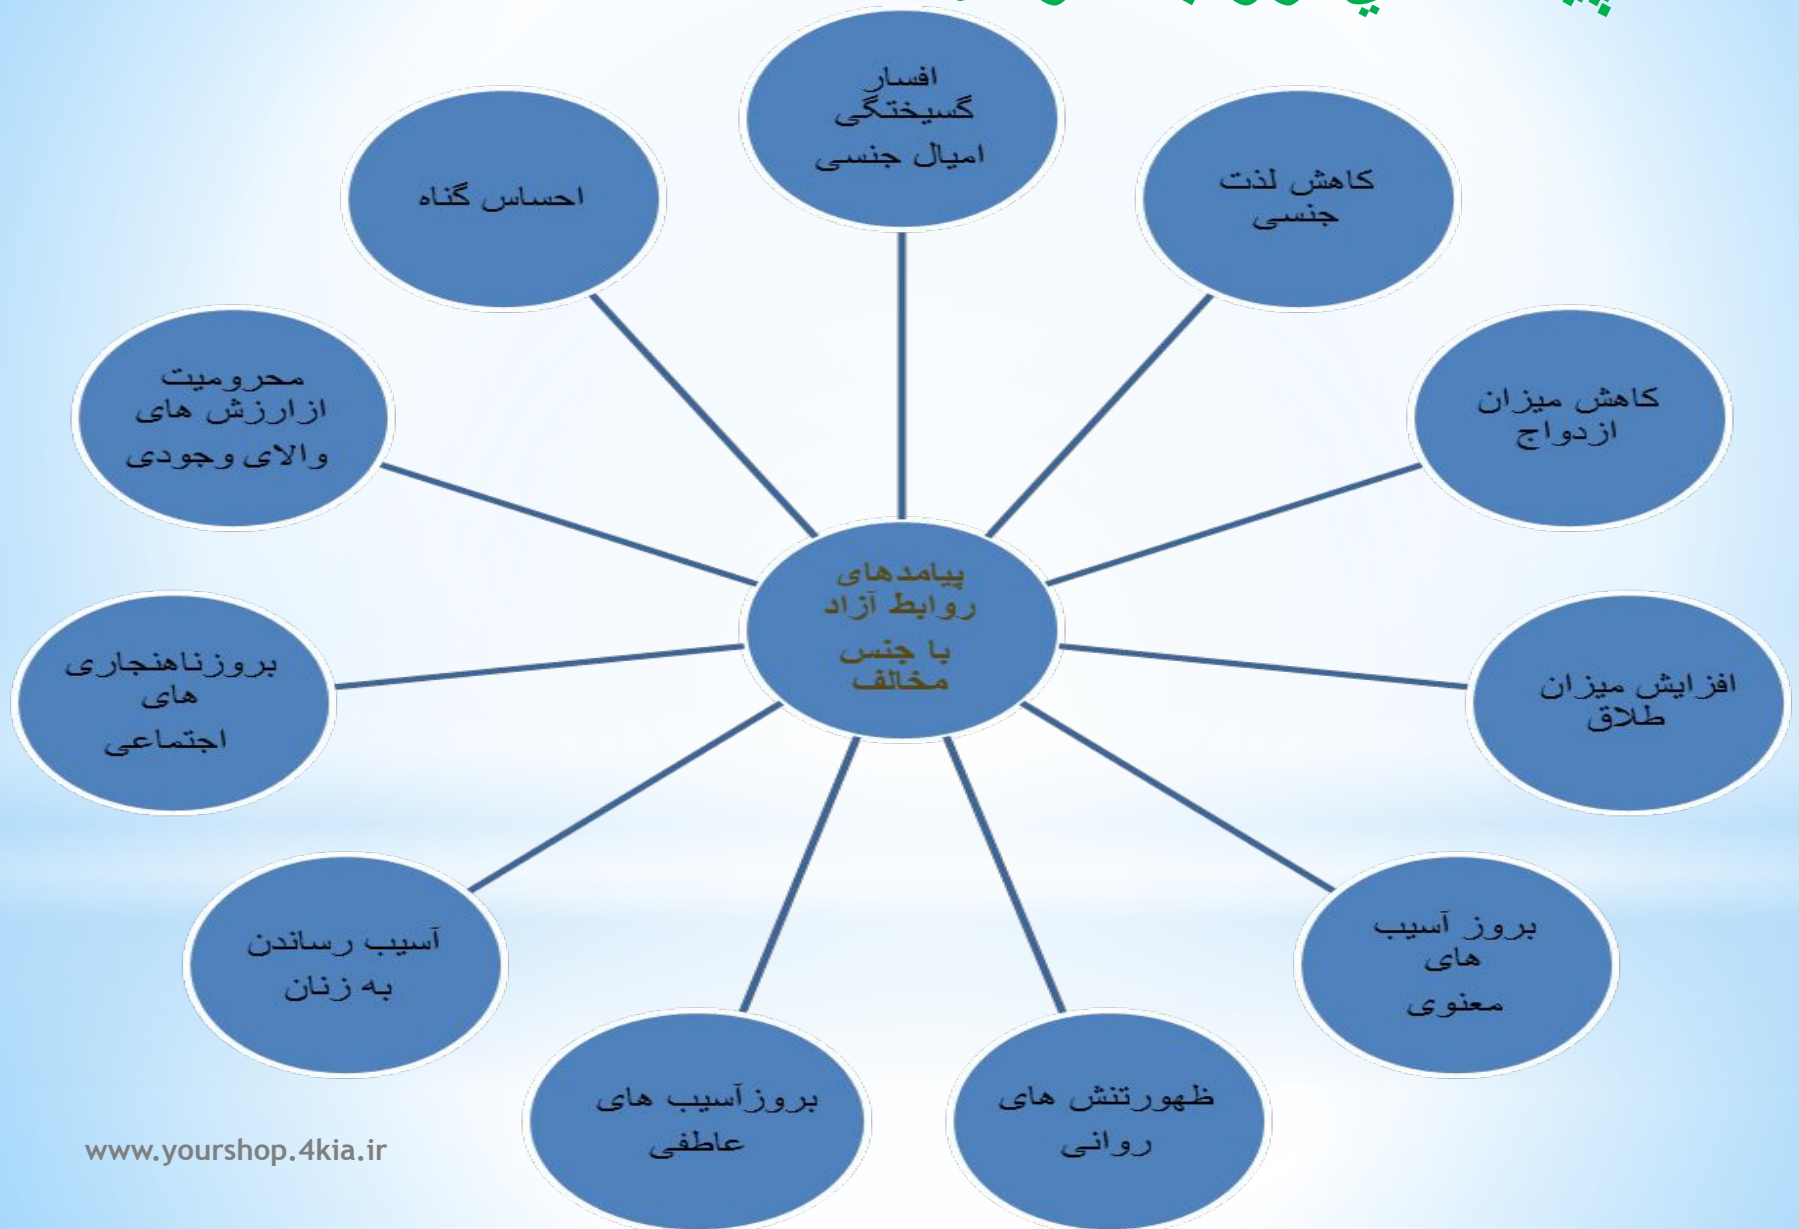 افسار
گسیختگی
امیال جنسی
کاهش لذت
جنسی
کاهش میزان
ازدواج
افزایش میزان
طلاق
بروز آسیب
های
معنوی
ظهورتنش های
روانی
بروزآسیب های
عاطفی
آسیب رساندن
به زنان
بروزناهنجاری
های
اجتماعی
محرومیت
ازارزش های
والای وجودی
احساس گناه
پیامدهای
روابط آزاد
با جنس
مخالف
www.yourshop.4kia.ir